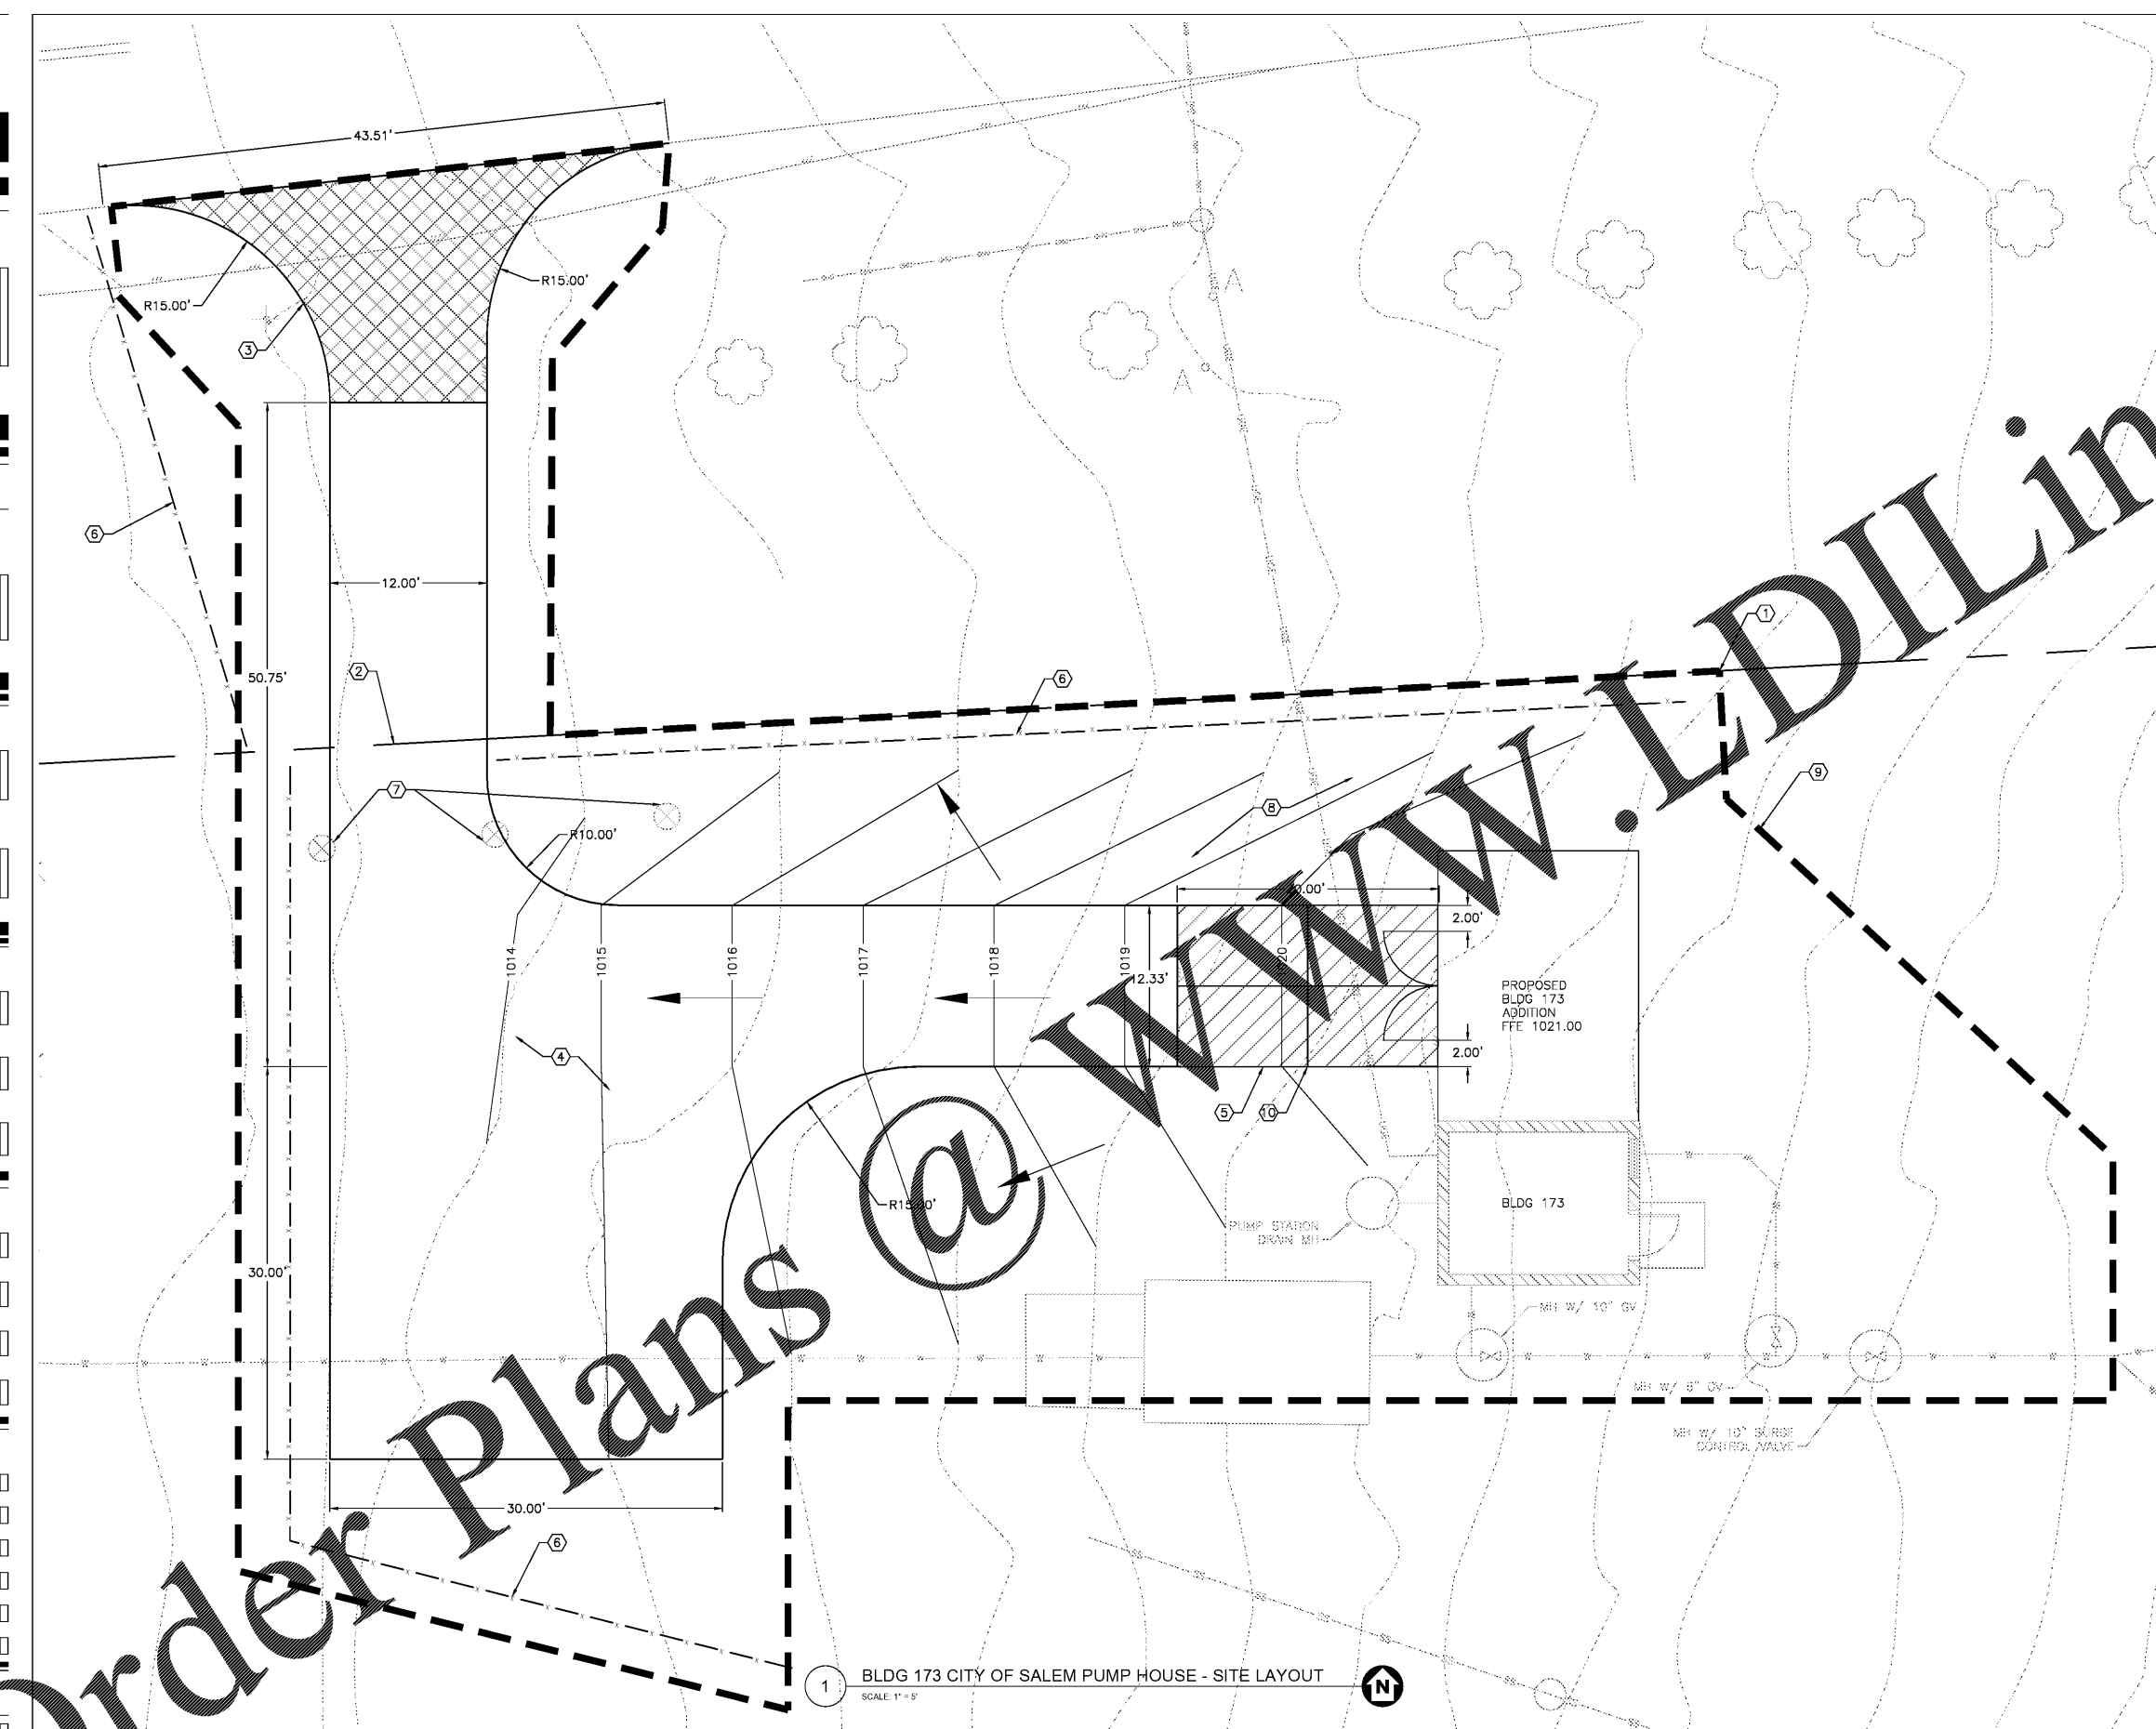 43.51'
R15.00'
R15.00'
3
6
12.00'
1
50.75'
2
6
9
7
8
R10.00'
20.00'
2.00'
1014
1015
1016
1017
1018
1019
12.33'
1020
PROPOSED
BLDG 173
ADDITION
FFE 1021.00
2.00'
4
5
10
A
A
R15.00'
BLDG 173
PUMP STATION
DRAIN MH
30.00'
MH W/ 10" GV
MH W/ 10" SURGE
CONTROL VALVE
30.00'
6
1
BLDG 173 CITY OF SALEM PUMP HOUSE - SITE LAYOUT
SCALE: 1" = 5'
N
Order Plans @ WWW.LDILin